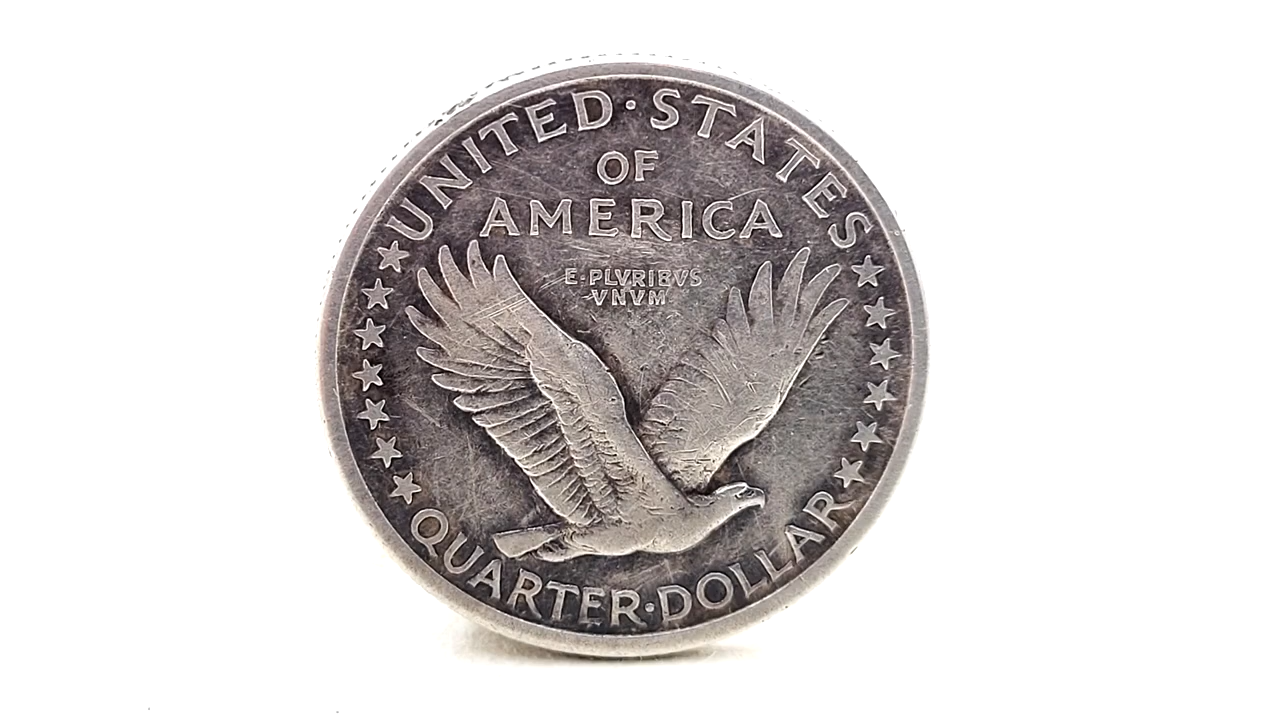 UNITED·STATES
OF
AMERICA
E·PLVRIBVS
VNVM
QUARTER·DOLLAR